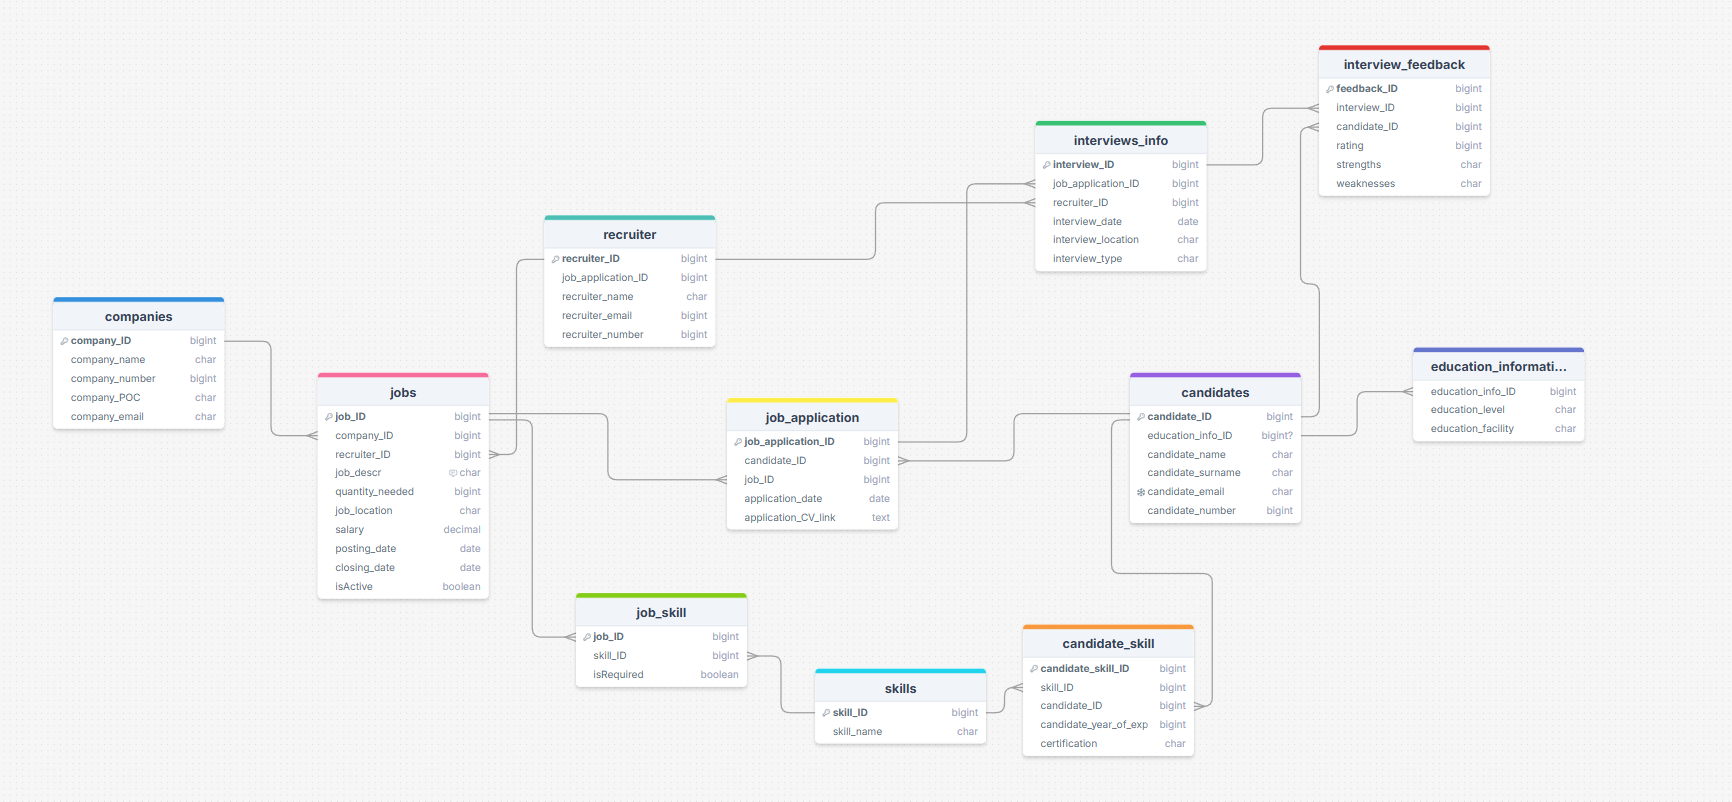 interview_feedback
feedback_ID bigint
interview_ID bigint
candidate_ID bigint
rating bigint
strengths char
weaknesses char
interviews_info
interview_ID bigint
job_application_ID bigint
recruiter_ID bigint
interview_date date
interview_location char
interview_type char
recruiter
recruiter_ID bigint
job_application_ID bigint
recruiter_name char
recruiter_email bigint
recruiter_number bigint
companies
company_ID bigint
company_name char
company_number bigint
company_POC char
company_email char
jobs
job_ID bigint
company_ID bigint
recruiter_ID bigint
job_descr char
quantity_needed bigint
job_location char
salary decimal
posting_date date
closing_date date
isActive boolean
job_application
job_application_ID bigint
candidate_ID bigint
job_ID bigint
application_date date
application_CV_link text
candidates
candidate_ID bigint
education_info_ID bigint?
candidate_name char
candidate_surname char
candidate_email char
candidate_number bigint
education_informati...
education_info_ID bigint
education_level char
education_facility char
job_skill
job_ID bigint
skill_ID bigint
isRequired boolean
skills
skill_ID bigint
skill_name char
candidate_skill
candidate_skill_ID bigint
skill_ID bigint
candidate_ID bigint
candidate_year_of_exp bigint
certification char